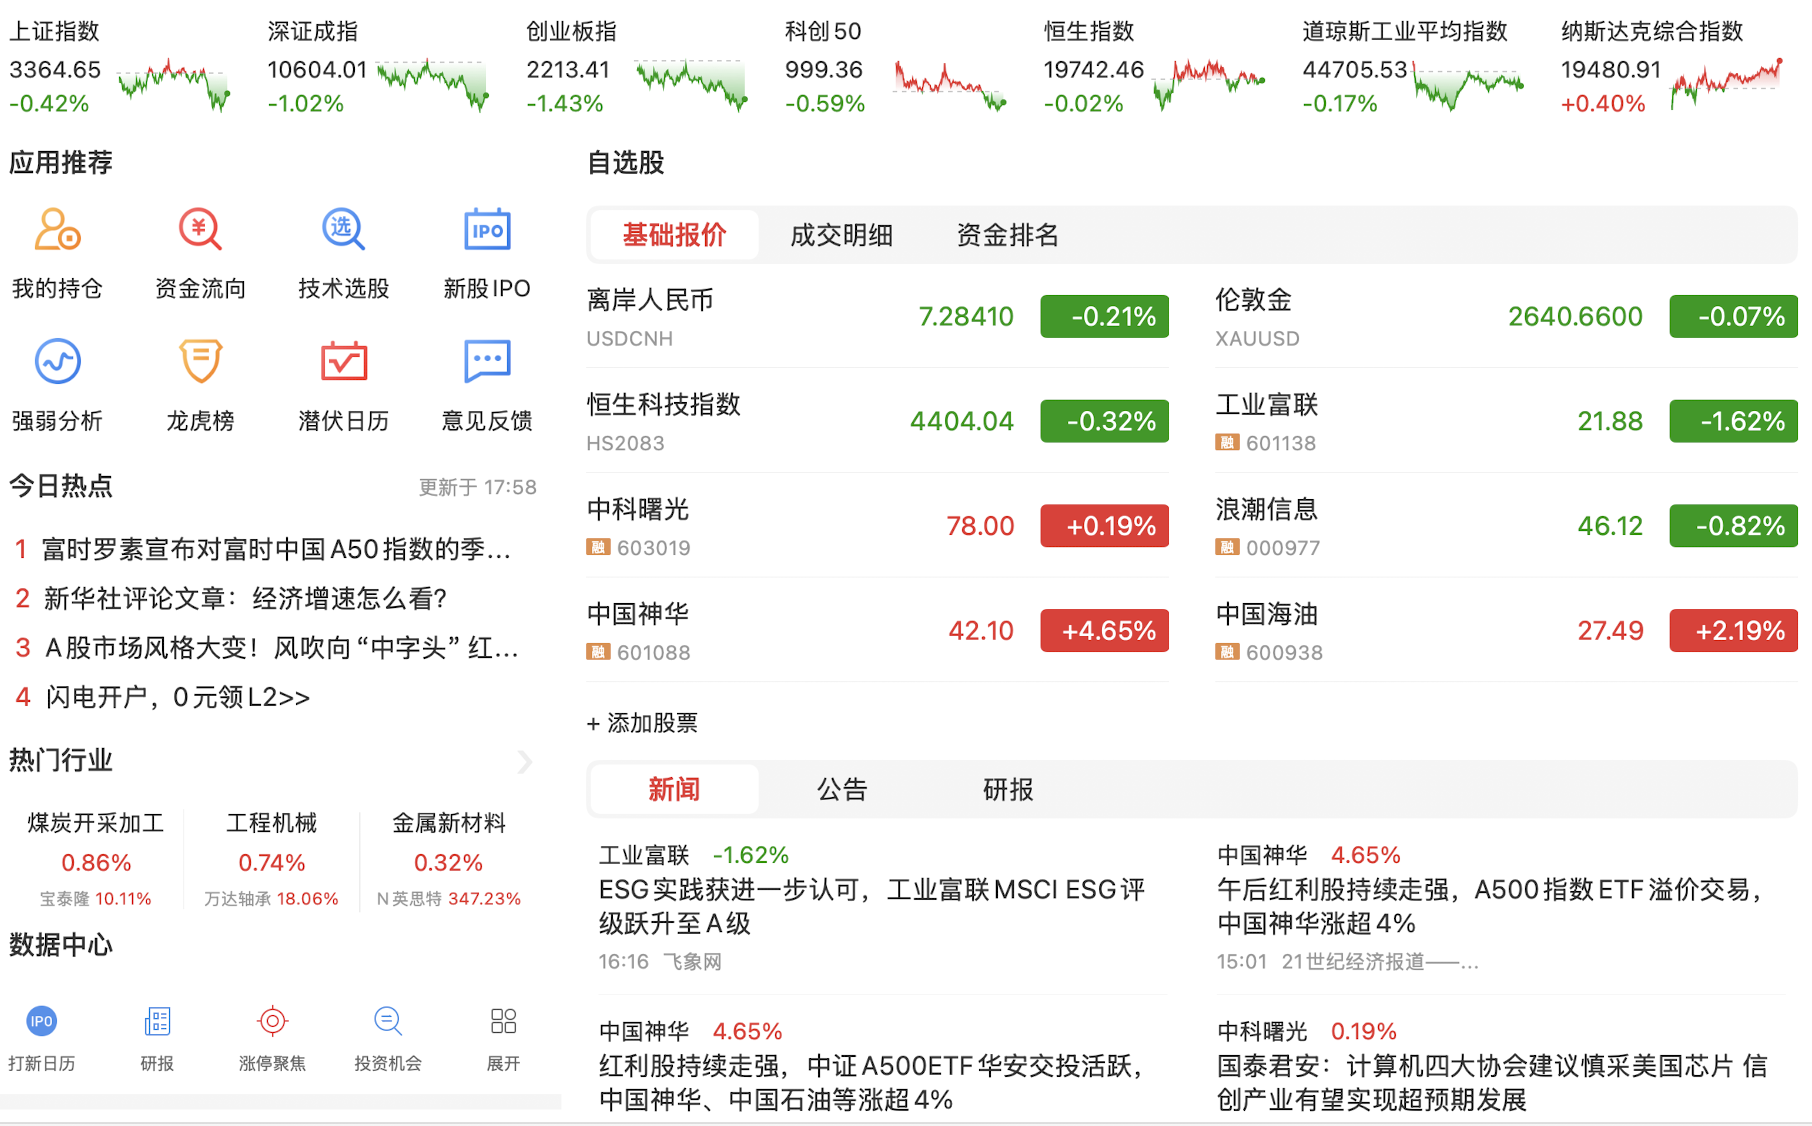 上证指数
3364.65
-0.42%
深证成指
10604.01
-1.02%
创业板指
2213.41
-1.43%
科创50
999.36
-0.59%
恒生指数
19742.46
-0.02%
道琼斯工业平均指数
44705.53
-0.17%
纳斯达克综合指数
19480.91
+0.40%
应用推荐
我的持仓
¥
资金流向
选
技术选股
IPO
新股IPO
强弱分析
龙虎榜
潜伏日历
意见反馈
今日热点
更新于 17:58
1 富时罗素宣布对富时中国A50指数的季...
2 新华社评论文章：经济增速怎么看?
3 A股市场风格大变！风吹向“中字头”红...
4 闪电开户，0元领L2>>
热门行业
煤炭开采加工
0.86%
宝泰隆 10.11%
工程机械
0.74%
万达轴承 18.06%
金属新材料
0.32%
N英思特 347.23%
数据中心
IPO
打新日历
研报
涨停聚焦
投资机会
展开
自选股
基础报价 成交明细 资金排名
离岸人民币
USDCNH
7.28410
-0.21%
伦敦金
XAUUSD
2640.6600
-0.07%
恒生科技指数
HS2083
4404.04
-0.32%
工业富联
融 601138
21.88
-1.62%
中科曙光
融 603019
78.00
+0.19%
浪潮信息
融 000977
46.12
-0.82%
中国神华
融 601088
42.10
+4.65%
中国海油
融 600938
27.49
+2.19%
+ 添加股票
新闻 公告 研报
工业富联 -1.62%
ESG实践获进一步认可，工业富联MSCI ESG评
级跃升至A级
16:16 飞象网
中国神华 4.65%
午后红利股持续走强，A500指数ETF溢价交易，
中国神华涨超4%
15:01 21世纪经济报道——...
中国神华 4.65%
红利股持续走强，中证A500ETF华安交投活跃，
中国神华、中国石油等涨超4%
中科曙光 0.19%
国泰君安：计算机四大协会建议慎采美国芯片 信
创产业有望实现超预期发展